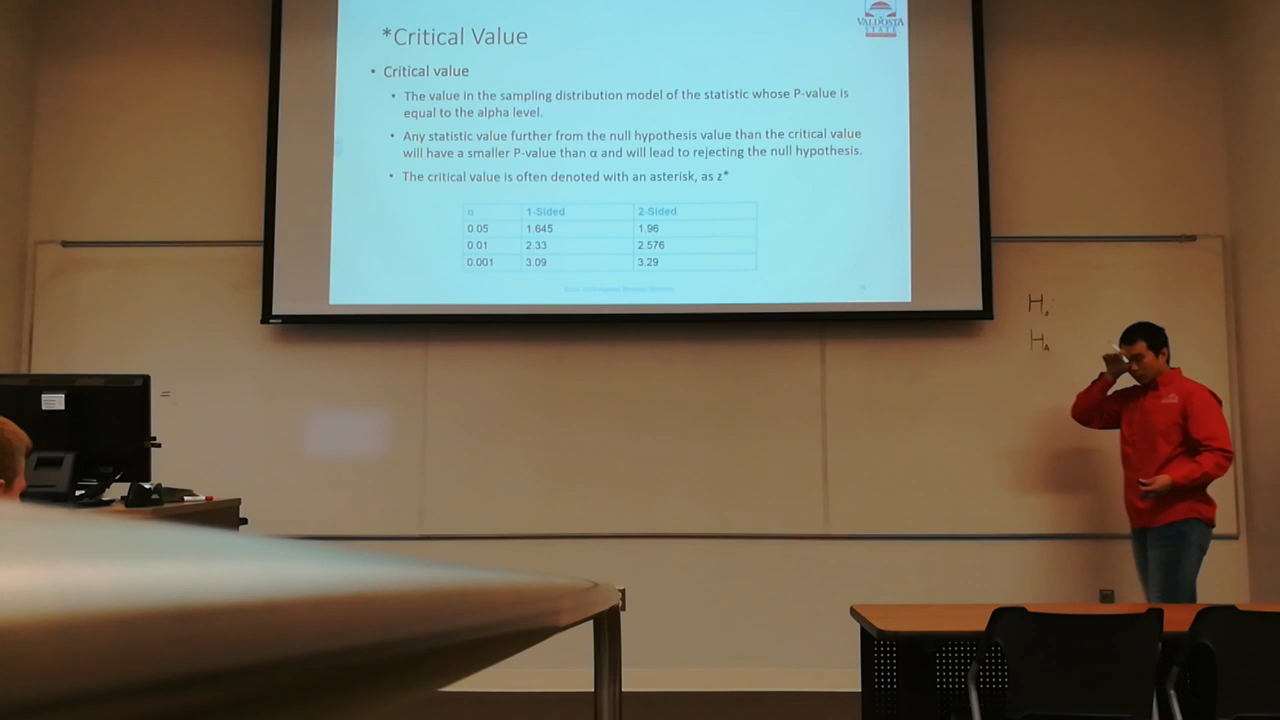 *Critical Value
VALDOSTA
STATE
• Critical value
• The value in the sampling distribution model of the statistic whose P-value is
equal to the alpha level.
• Any statistic value further from the null hypothesis value than the critical value
will have a smaller P-value than α and will lead to rejecting the null hypothesis.
• The critical value is often denoted with an asterisk, as z*
α 1-Sided 2-Sided
0.05 1.645 1.96
0.01 2.33 2.576
0.001 3.09 3.29
H₀:
H_A
=